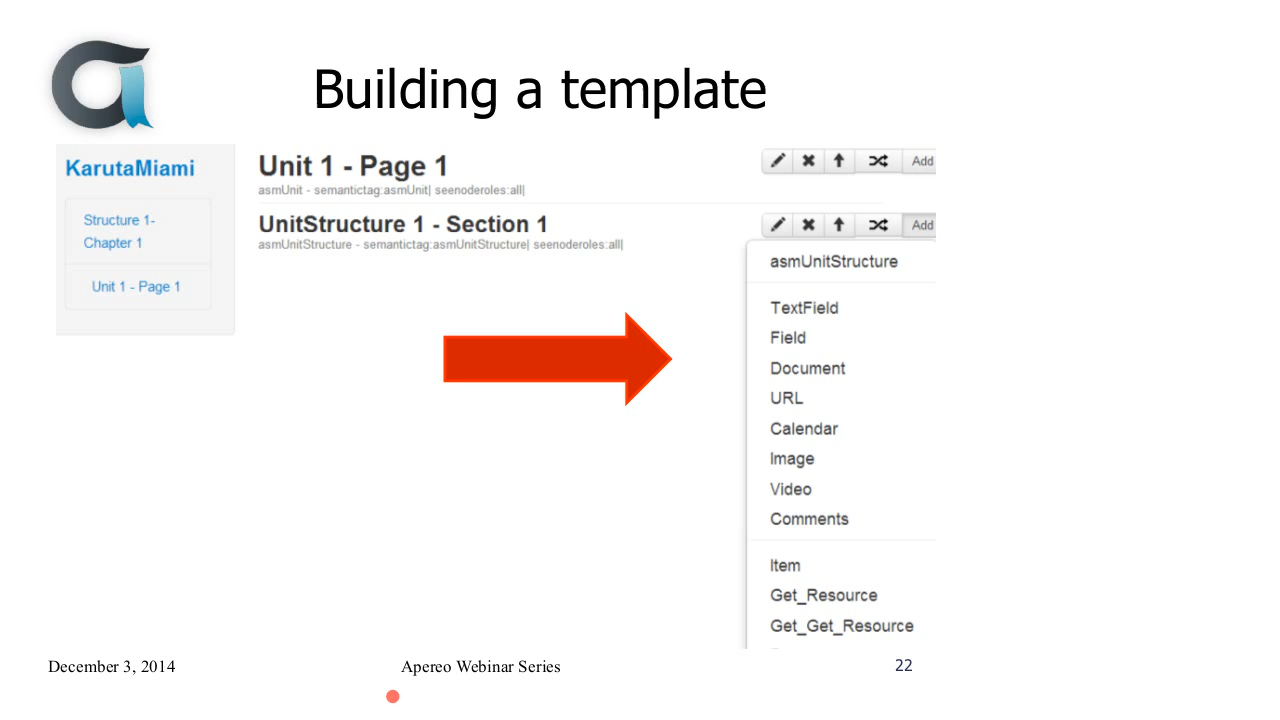 Building a template
KarutaMiami
Structure 1-
Chapter 1
Unit 1 - Page 1
Unit 1 - Page 1
asmUnit - semantictag:asmUnit| seenoderoles:all|
Add
UnitStructure 1 - Section 1
asmUnitStructure - semantictag:asmUnitStructure| seenoderoles:all|
Add
asmUnitStructure
TextField
Field
Document
URL
Calendar
Image
Video
Comments
Item
Get_Resource
Get_Get_Resource
December 3, 2014
Apereo Webinar Series
22